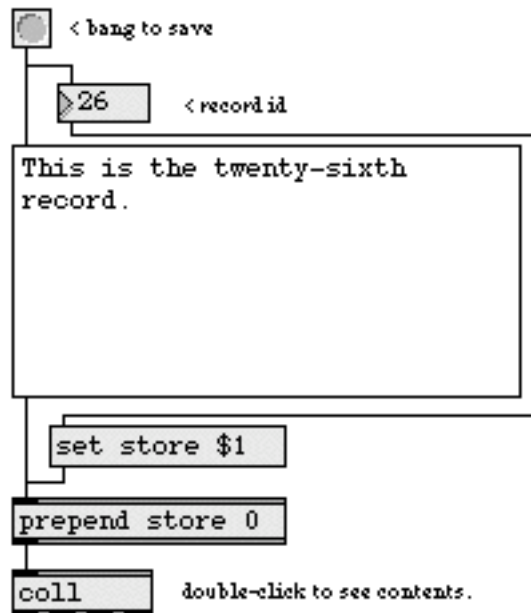 < bang to save
26
< record id
This is the twenty-sixth
record.
set store $1
prepend store 0
coll
double-click to see contents.